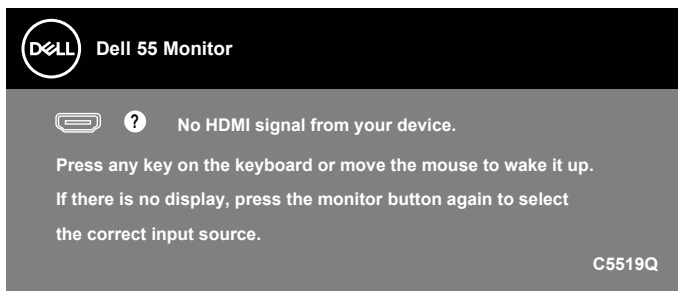 DELL Dell 55 Monitor
? No HDMI signal from your device.
Press any key on the keyboard or move the mouse to wake it up.
If there is no display, press the monitor button again to select
the correct input source.
C5519Q